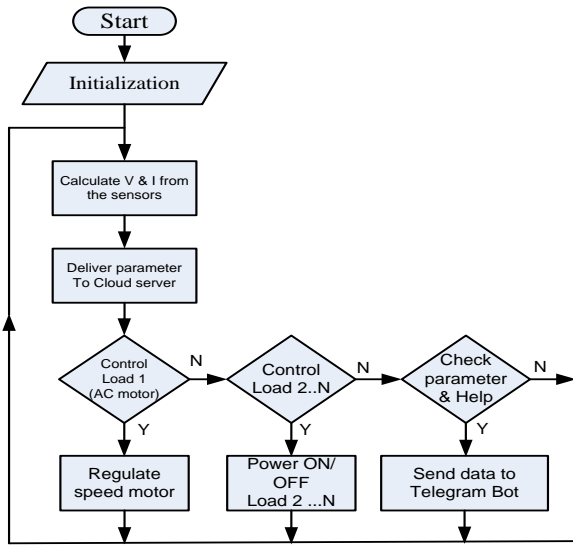 Start
Initialization
Calculate V & I from
the sensors
Deliver parameter
To Cloud server
Control
Load 1
(AC motor)
N
Control
Load 2..N
N
Check
parameter
& Help
N
Y
Y
Y
Regulate
speed motor
Power ON/
OFF
Load 2 ...N
Send data to
Telegram Bot